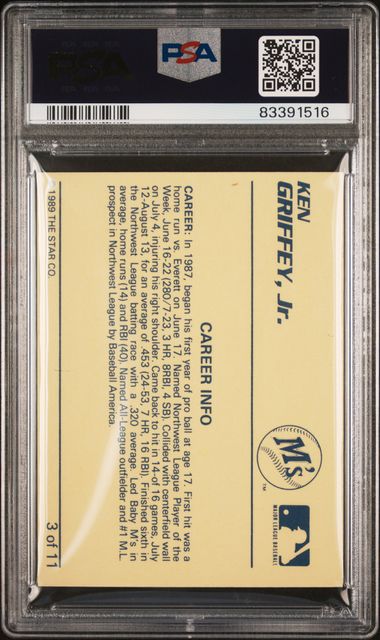 PSA
83391516
KEN
GRIFFEY, Jr.
M's
TM
MAJOR LEAGUE BASEBALL
CAREER INFO
CAREER: In 1987, began his first year of pro ball at age 17. First hit was a
home run vs. Everett on June 17. Named Northwest League Player of the
Week, June 16-22 (280/7-23, 3 HR, 8RBI, 4 SB). Collided with centerfield wall
on July 4, injuring his right shoulder. Came back to hit in 14-of 16 games, July
12-August 13, for an average of .453 (24-53, 7 HR, 16 RBI). Finished sixth in
the Northwest League batting race with a .320 average. Led Baby M's in
average, home runs (14) and RBI (40). Named All-League outfielder and #1 M.L.
prospect in Northwest League by Baseball America.
1989 THE STAR CO.
3 of 11